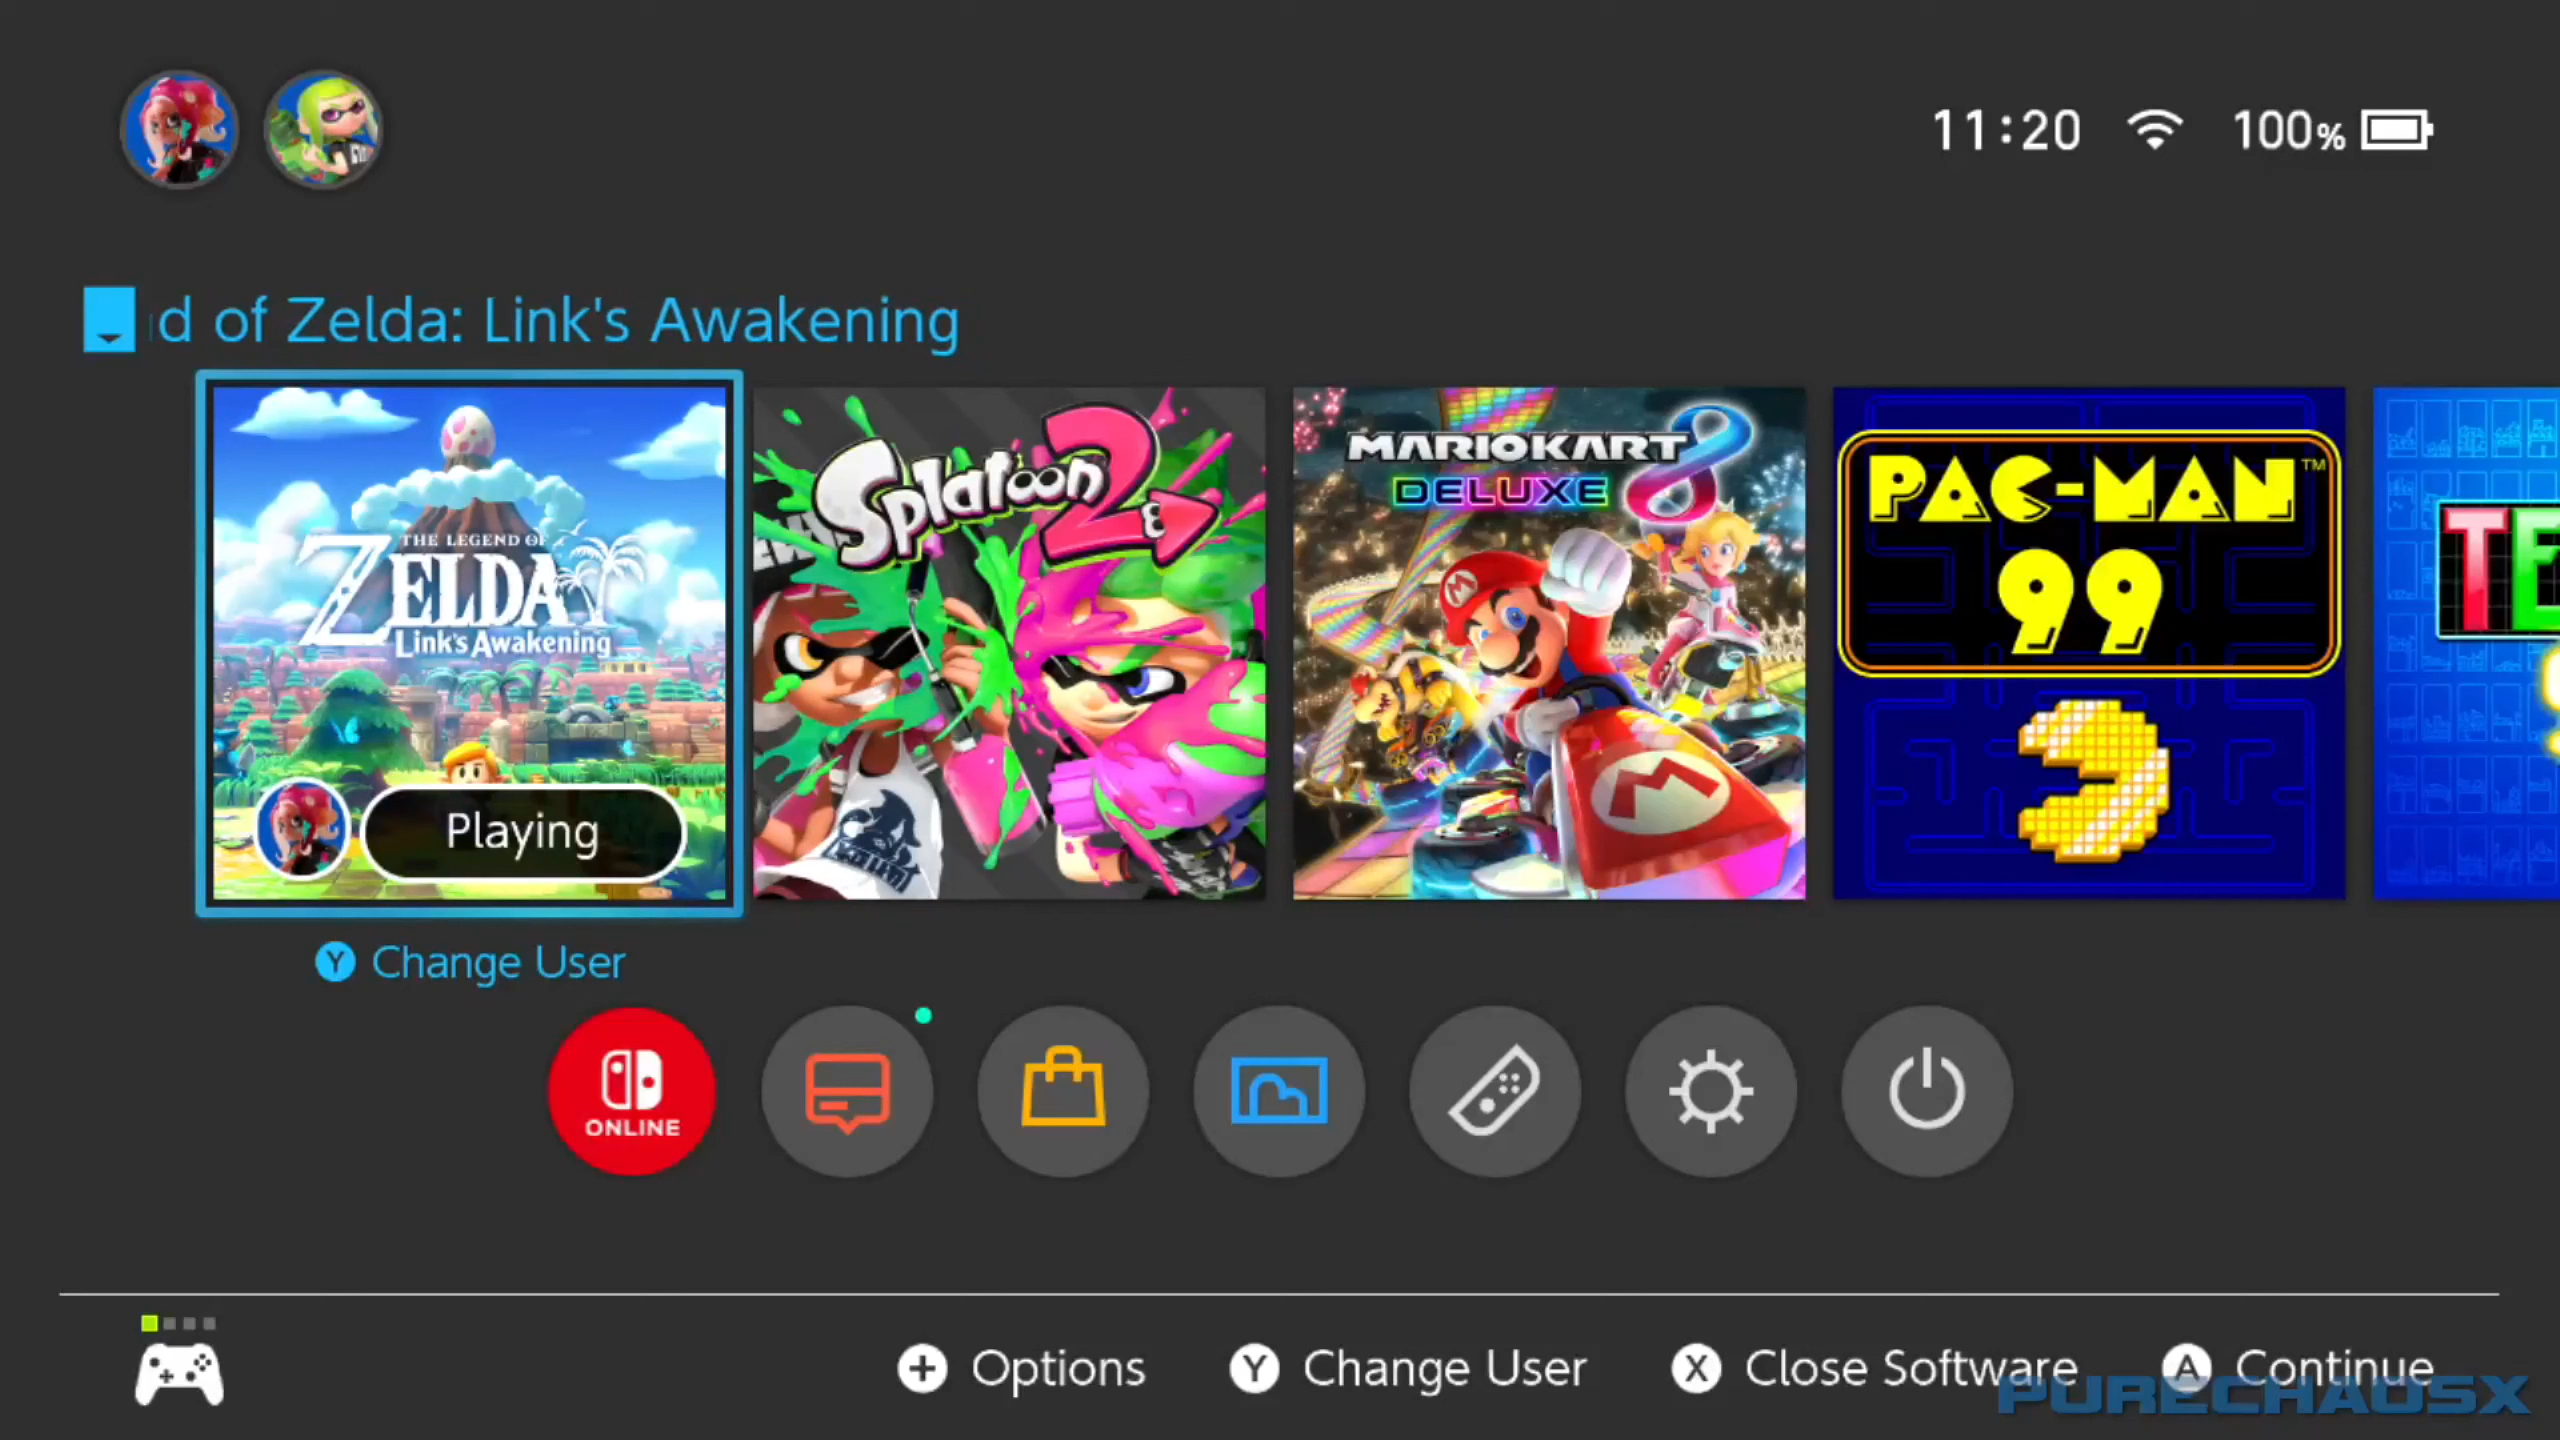 11:20 100%
d of Zelda: Link's Awakening
THE LEGEND OF
ZELDA
Link's Awakening
Playing
Splatoon 2
MARIOKART 8
DELUXE
PAC-MAN™
99
Y Change User
ONLINE
+ Options Y Change User X Close Software A Continue
PURECHAOSX